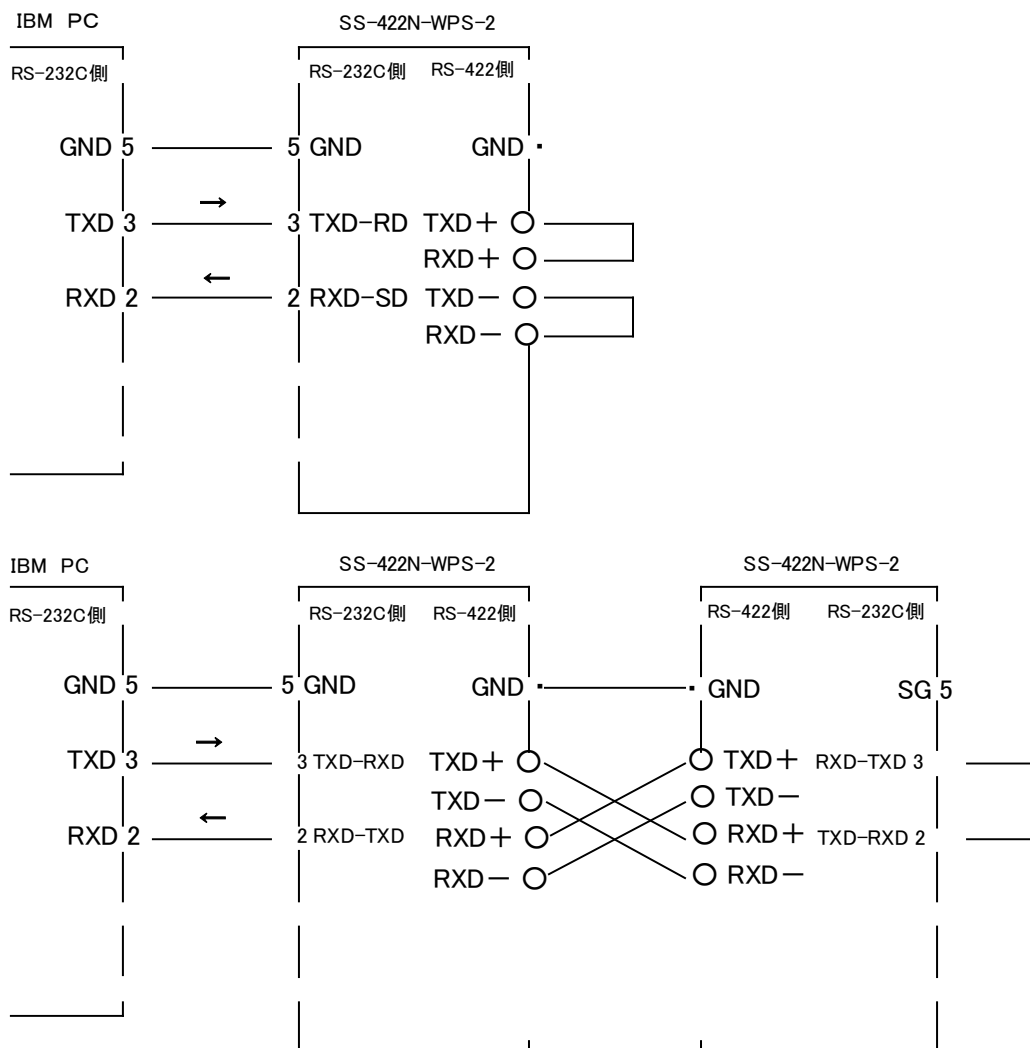 IBM PC
SS-422N-WPS-2
RS-232C側
RS-232C側 RS-422側
GND 5
5 GND
GND
TXD 3
→
3 TXD-RD
TXD+
RXD+
RXD 2
←
2 RXD-SD
TXD-
RXD-
IBM PC
SS-422N-WPS-2
SS-422N-WPS-2
RS-232C側
RS-232C側 RS-422側
RS-422側 RS-232C側
GND 5
5 GND
GND
GND
SG 5
TXD 3
→
3 TXD-RXD
TXD+
TXD+
RXD-TXD 3
TXD-
TXD-
RXD 2
←
2 RXD-TXD
RXD+
RXD+
TXD-RXD 2
RXD-
RXD-